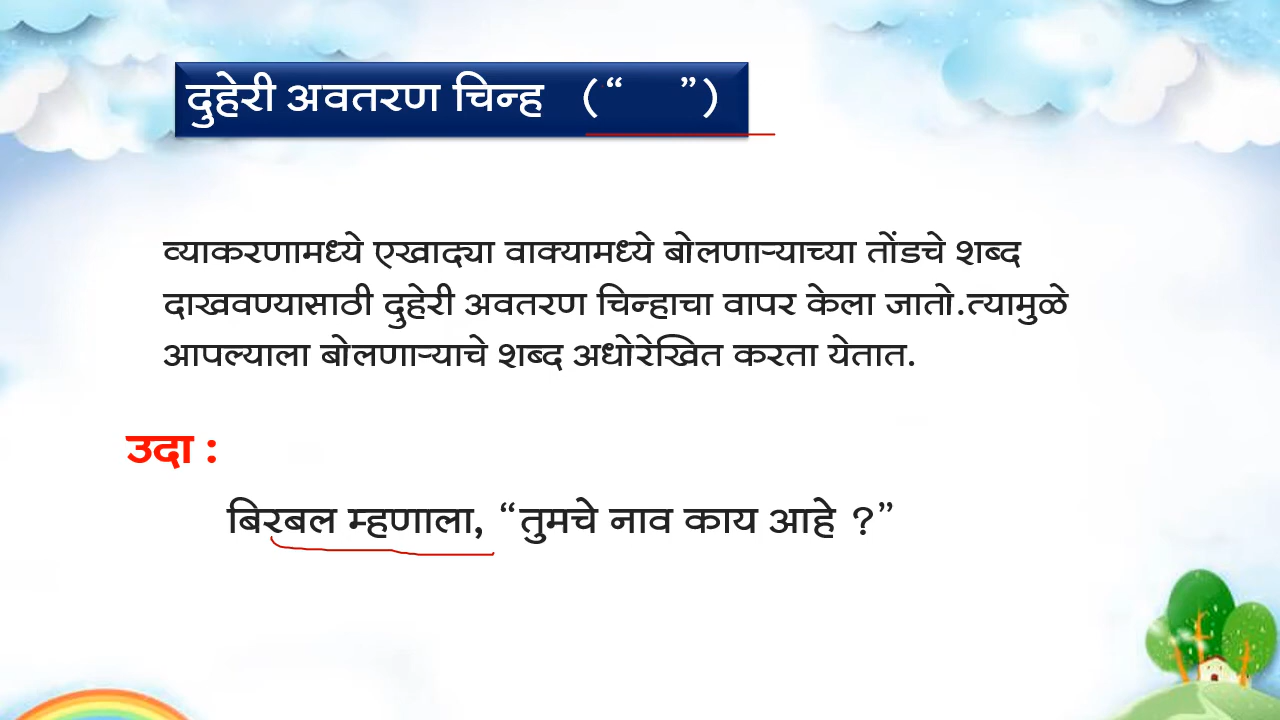 दुहेरी अवतरण चिन्ह (“ ”)
व्याकरणामध्ये एखाद्या वाक्यामध्ये बोलणाऱ्याच्या तोंडचे शब्द
दाखवण्यासाठी दुहेरी अवतरण चिन्हाचा वापर केला जातो.त्यामुळे
आपल्याला बोलणाऱ्याचे शब्द अधोरेखित करता येतात.
उदा :
बिरबल म्हणाला, “तुमचे नाव काय आहे ?”